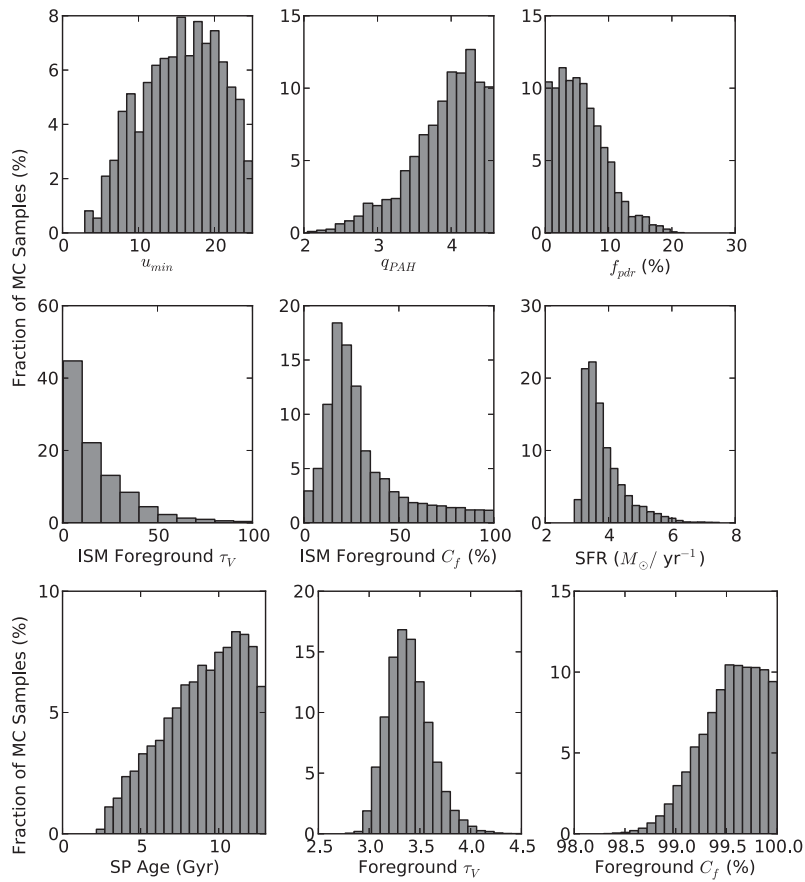 Fraction of MC Samples (%)
8
6
4
2
0
0 10 20
u_min
15
10
5
0
2 3 4
q_PAH
15
10
5
0
0 10 20 30
f_pdr (%)
60
40
20
0
0 50 100
ISM Foreground τ_V
20
15
10
5
0
0 50 100
ISM Foreground C_f (%)
30
20
10
0
2 4 6 8
SFR (M_⊙/ yr⁻¹)
Fraction of MC Samples (%)
10
5
0
0 5 10
SP Age (Gyr)
20
15
10
5
0
2.5 3.0 3.5 4.0 4.5
Foreground τ_V
15
10
5
0
98.0 98.5 99.0 99.5 100.0
Foreground C_f (%)